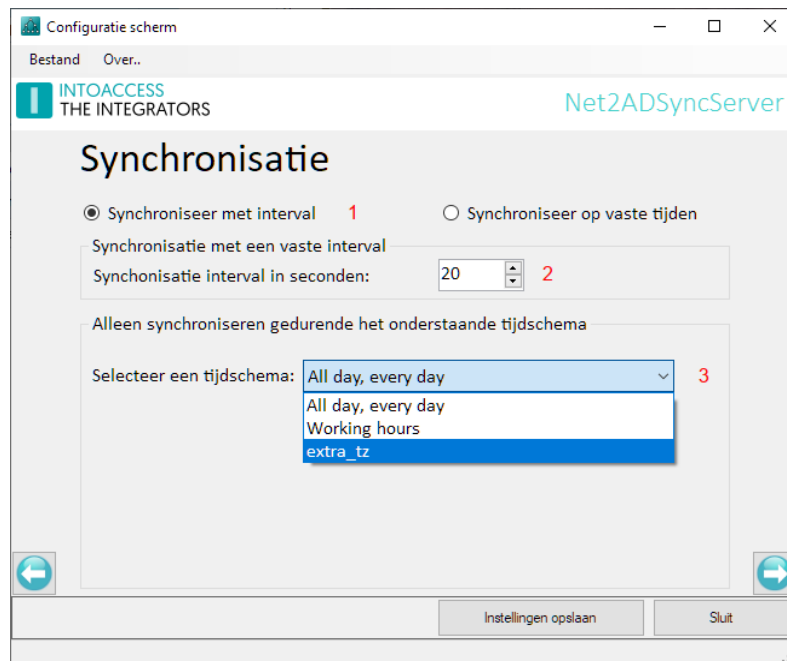 Configuratie scherm
Bestand Over..
INTOACCESS
THE INTEGRATORS
Net2ADSyncServer
Synchronisatie
Synchroniseer met interval 1 Synchroniseer op vaste tijden
Synchronisatie met een vaste interval
Synchonisatie interval in seconden: 20 2
Alleen synchroniseren gedurende het onderstaande tijdschema
Selecteer een tijdschema: All day, every day 3
All day, every day
Working hours
extra_tz
Instellingen opslaan Sluit